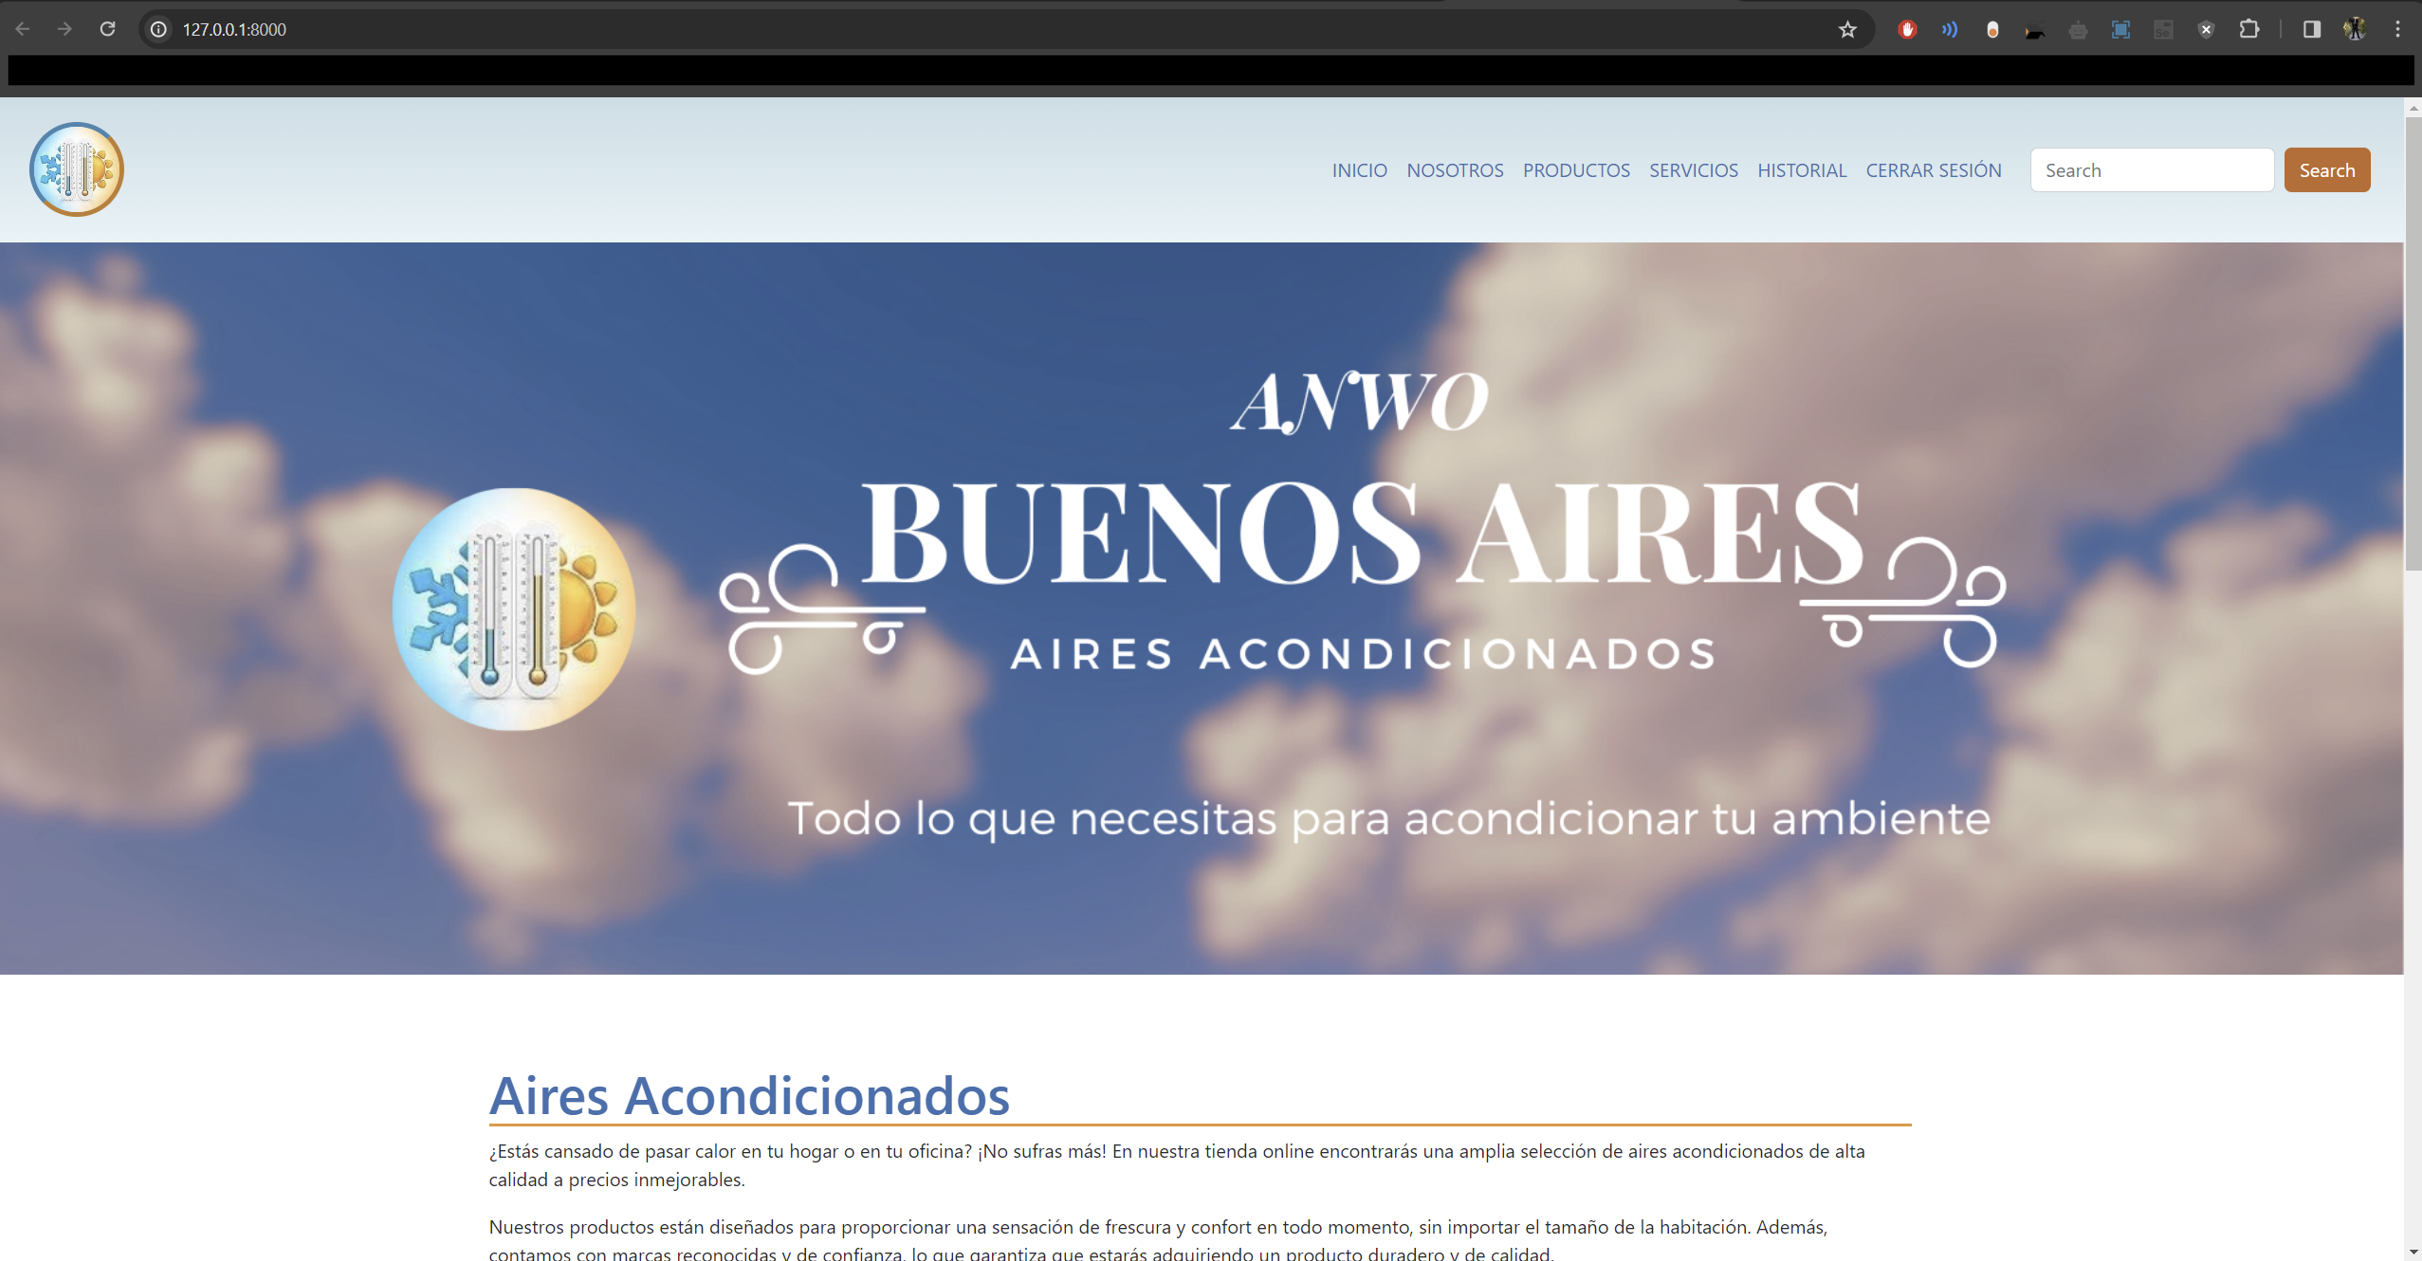 127.0.0.1:8000
INICIO NOSOTROS PRODUCTOS SERVICIOS HISTORIAL CERRAR SESIÓN Search Search
ANWO
BUENOS AIRES
AIRES ACONDICIONADOS
Todo lo que necesitas para acondicionar tu ambiente
Aires Acondicionados
¿Estás cansado de pasar calor en tu hogar o en tu oficina? ¡No sufras más! En nuestra tienda online encontrarás una amplia selección de aires acondicionados de alta
calidad a precios inmejorables.
Nuestros productos están diseñados para proporcionar una sensación de frescura y confort en todo momento, sin importar el tamaño de la habitación. Además,
contamos con marcas reconocidas y de confianza, lo que garantiza que estarás adquiriendo un producto duradero y de calidad.